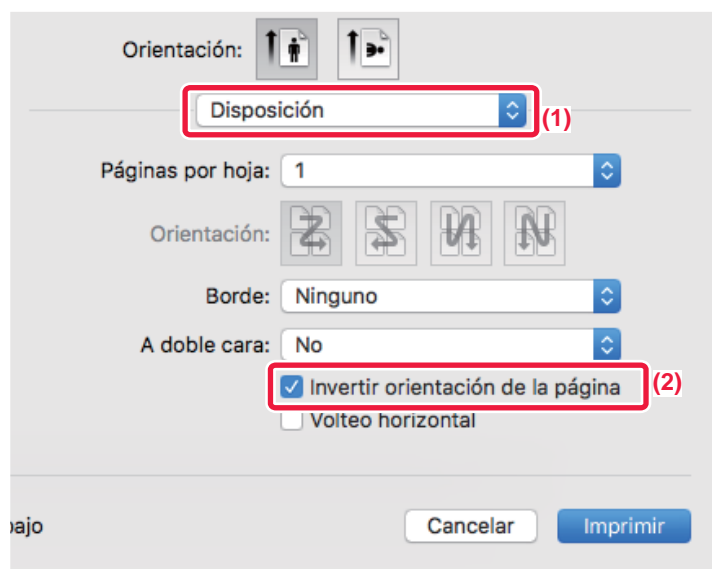 Orientación:
Disposición
(1)
Páginas por hoja: 1
Orientación:
Borde: Ninguno
A doble cara: No
Invertir orientación de la página
(2)
Volteo horizontal
bajo Cancelar Imprimir